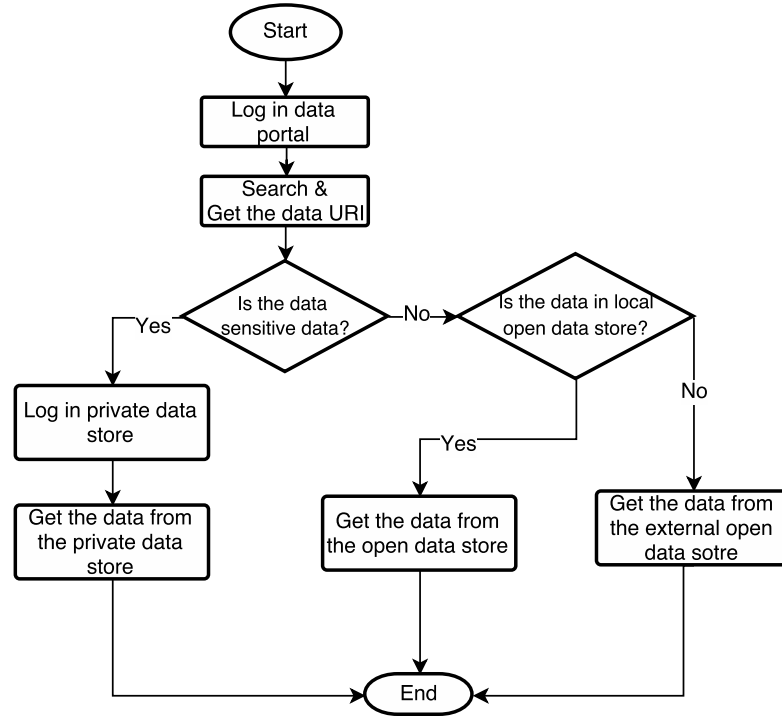 Start
Log in data
portal
Search &
Get the data URI
Is the data
sensitive data?
No
Is the data in local
open data store?
Yes
Log in private data
store
No
Yes
Get the data from
the private data
store
Get the data from
the open data store
Get the data from
the external open
data sotre
End